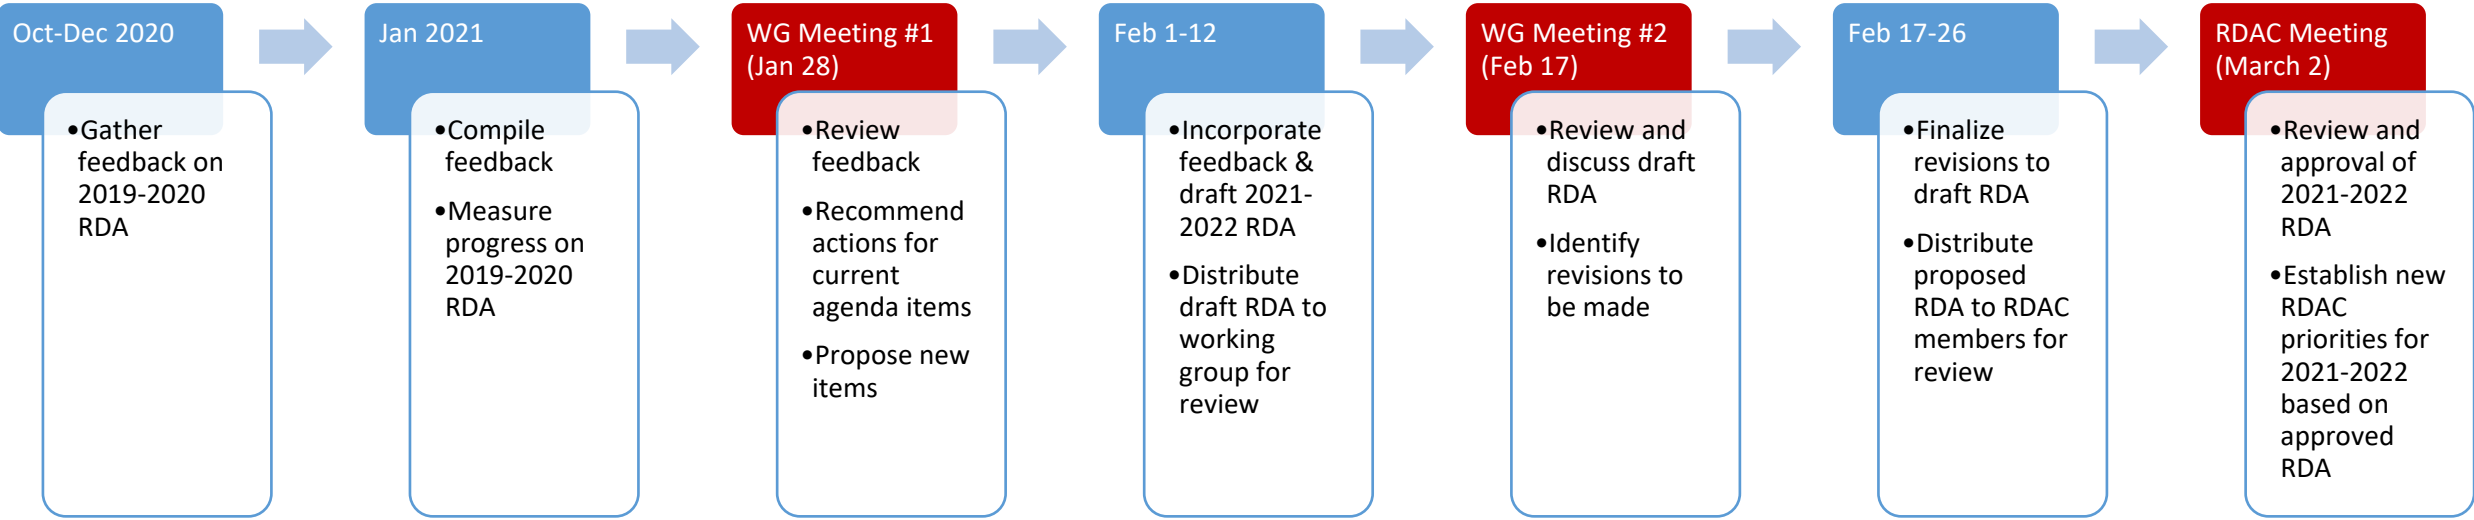 Oct-Dec 2020
•Gather
feedback on
2019-2020
RDA
Jan 2021
•Compile
feedback
•Measure
progress on
2019-2020
RDA
WG Meeting #1
(Jan 28)
•Review
feedback
•Recommend
actions for
current
agenda items
•Propose new
items
Feb 1-12
•Incorporate
feedback &
draft 2021-
2022 RDA
•Distribute
draft RDA to
working
group for
review
WG Meeting #2
(Feb 17)
•Review and
discuss draft
RDA
•Identify
revisions to
be made
Feb 17-26
•Finalize
revisions to
draft RDA
•Distribute
proposed
RDA to RDAC
members for
review
RDAC Meeting
(March 2)
•Review and
approval of
2021-2022
RDA
•Establish new
RDAC
priorities for
2021-2022
based on
approved
RDA